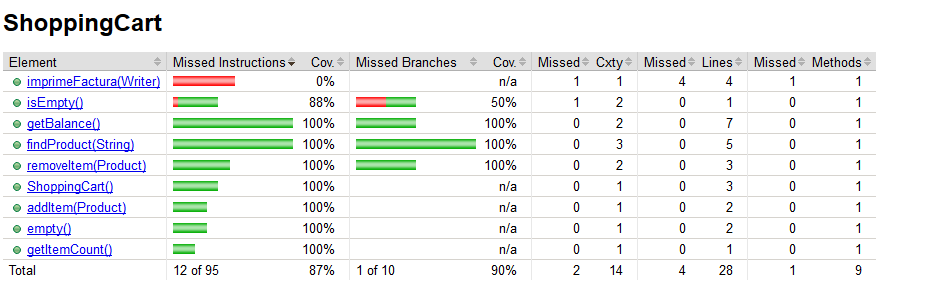 ShoppingCart
Element Missed Instructions Cov. Missed Branches Cov. Missed Cxty Missed Lines Missed Methods
imprimeFactura(Writer) 0% n/a 1 1 4 4 1 1
isEmpty() 88% 50% 1 2 0 1 0 1
getBalance() 100% 100% 0 2 0 7 0 1
findProduct(String) 100% 100% 0 3 0 5 0 1
removeItem(Product) 100% 100% 0 2 0 3 0 1
ShoppingCart() 100% n/a 0 1 0 3 0 1
addItem(Product) 100% n/a 0 1 0 2 0 1
empty() 100% n/a 0 1 0 2 0 1
getItemCount() 100% n/a 0 1 0 1 0 1
Total 12 of 95 87% 1 of 10 90% 2 14 4 28 1 9